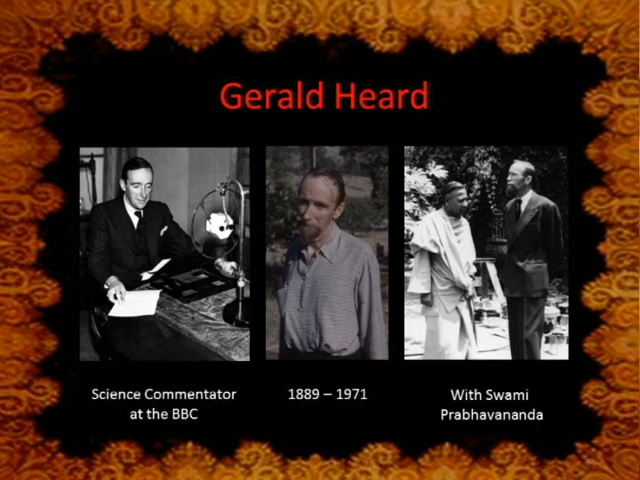 Gerald Heard
Science Commentator
at the BBC
1889 – 1971
With Swami
Prabhavananda